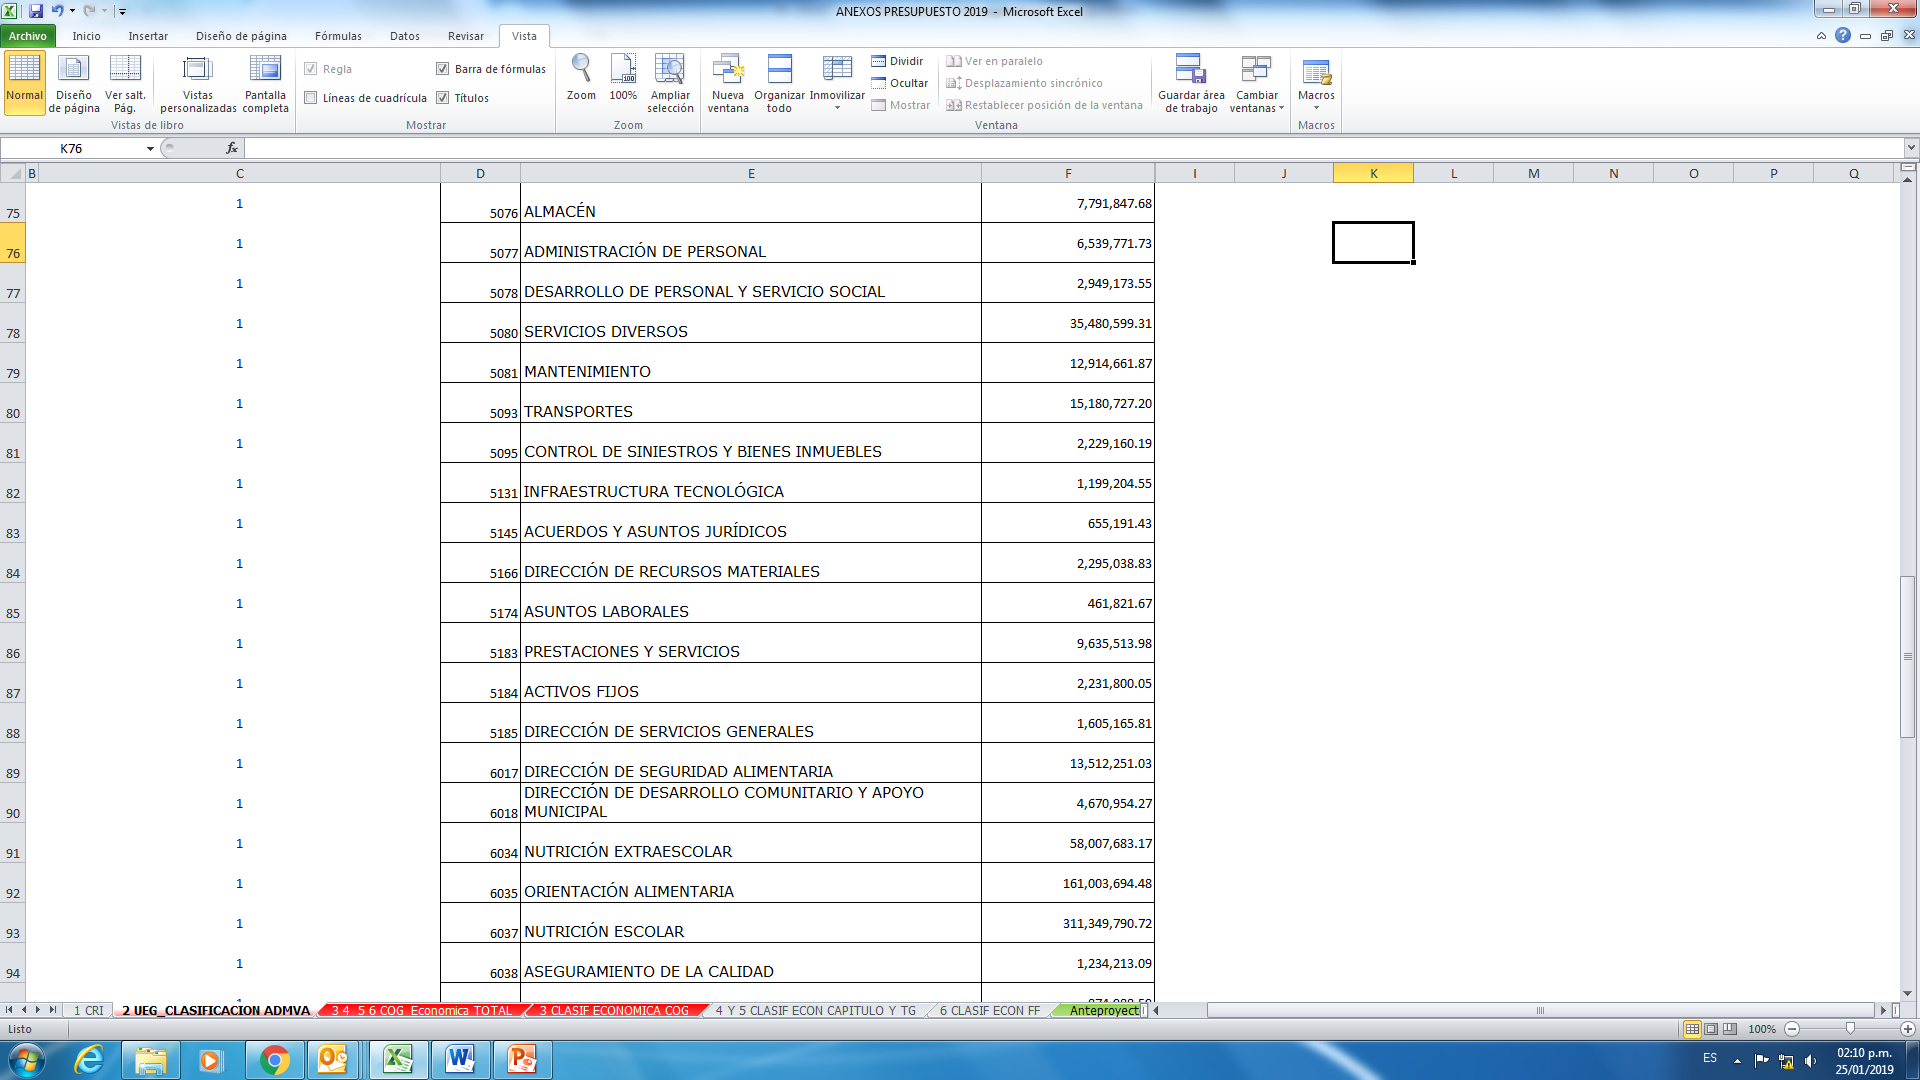 ANEXOS PRESUPUESTO 2019 - Microsoft Excel
Archivo Inicio Insertar Diseño de página Fórmulas Datos Revisar Vista
Normal
Diseño de página
Ver salt. Pág.
Vistas personalizadas
Pantalla completa
Vistas de libro
Regla
Barra de fórmulas
Líneas de cuadrícula
Títulos
Mostrar
Zoom
100%
Ampliar selección
Zoom
Nueva ventana
Organizar todo
Inmovilizar
Dividir
Ocultar
Mostrar
Ver en paralelo
Desplazamiento sincrónico
Restablecer posición de la ventana
Ventana
Guardar área de trabajo
Cambiar ventanas
Macros
Macros
K76 fx
B C D E F I J K L M N O P Q
75 1 5076 ALMACÉN 7,791,847.68
76 1 5077 ADMINISTRACIÓN DE PERSONAL 6,539,771.73
77 1 5078 DESARROLLO DE PERSONAL Y SERVICIO SOCIAL 2,949,173.55
78 1 5080 SERVICIOS DIVERSOS 35,480,599.31
79 1 5081 MANTENIMIENTO 12,914,661.87
80 1 5093 TRANSPORTES 15,180,727.20
81 1 5095 CONTROL DE SINIESTROS Y BIENES INMUEBLES 2,229,160.19
82 1 5131 INFRAESTRUCTURA TECNOLÓGICA 1,199,204.55
83 1 5145 ACUERDOS Y ASUNTOS JURÍDICOS 655,191.43
84 1 5166 DIRECCIÓN DE RECURSOS MATERIALES 2,295,038.83
85 1 5174 ASUNTOS LABORALES 461,821.67
86 1 5183 PRESTACIONES Y SERVICIOS 9,635,513.98
87 1 5184 ACTIVOS FIJOS 2,231,800.05
88 1 5185 DIRECCIÓN DE SERVICIOS GENERALES 1,605,165.81
89 1 6017 DIRECCIÓN DE SEGURIDAD ALIMENTARIA 13,512,251.03
90 1 6018 DIRECCIÓN DE DESARROLLO COMUNITARIO Y APOYO MUNICIPAL 4,670,954.27
91 1 6034 NUTRICIÓN EXTRAESCOLAR 58,007,683.17
92 1 6035 ORIENTACIÓN ALIMENTARIA 161,003,694.48
93 1 6037 NUTRICIÓN ESCOLAR 311,349,790.72
94 1 6038 ASEGURAMIENTO DE LA CALIDAD 1,234,213.09
1 CRI 2 UEG_CLASIFICACION ADMVA 3 4 5 6 COG Economica TOTAL 3 CLASIF ECONOMICA COG 4 Y 5 CLASIF ECON CAPITULO Y TG 6 CLASIF ECON FF Anteproyect
Listo 100%
ES 02:10 p.m.
25/01/2019